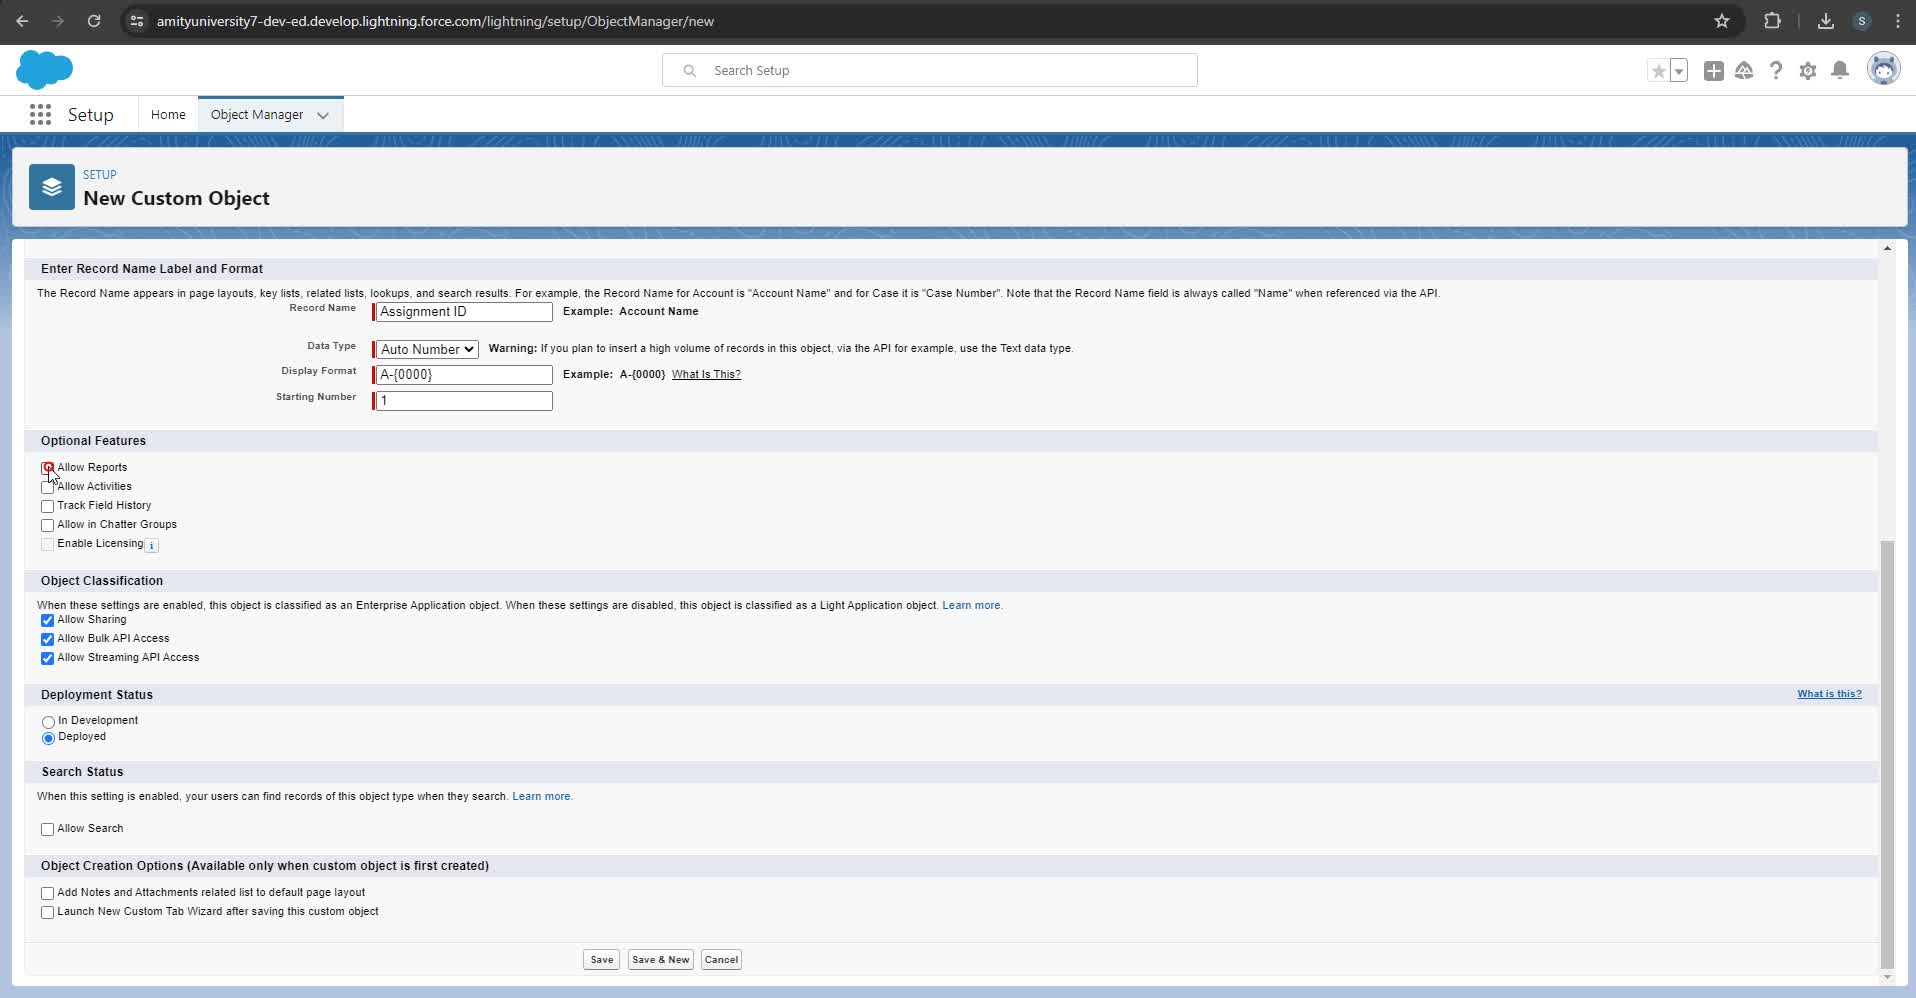 amityuniversity7-dev-ed.develop.lightning.force.com/lightning/setup/ObjectManager/new
S
Search Setup
Setup
Home
Object Manager
SETUP
New Custom Object
Enter Record Name Label and Format
The Record Name appears in page layouts, key lists, related lists, lookups, and search results. For example, the Record Name for Account is "Account Name" and for Case it is "Case Number". Note that the Record Name field is always called "Name" when referenced via the API.
Record Name Assignment ID Example: Account Name
Data Type Auto Number Warning: If you plan to insert a high volume of records in this object, via the API for example, use the Text data type.
Display Format A-{0000} Example: A-{0000} What Is This?
Starting Number 1
Optional Features
Allow Reports
Allow Activities
Track Field History
Allow in Chatter Groups
Enable Licensing i
Object Classification
When these settings are enabled, this object is classified as an Enterprise Application object. When these settings are disabled, this object is classified as a Light Application object. Learn more.
Allow Sharing
Allow Bulk API Access
Allow Streaming API Access
Deployment Status What is this?
In Development
Deployed
Search Status
When this setting is enabled, your users can find records of this object type when they search. Learn more.
Allow Search
Object Creation Options (Available only when custom object is first created)
Add Notes and Attachments related list to default page layout
Launch New Custom Tab Wizard after saving this custom object
Save Save & New Cancel